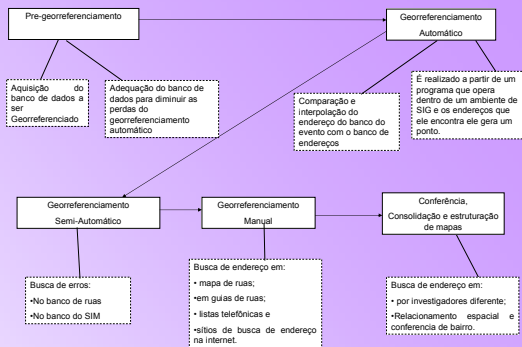 Pre-georreferenciamento
Georreferenciamento
Automático
Aquisição do
banco de dados a
ser
Georreferenciado
Adequação do banco de
dados para diminuir as
perdas do
georreferenciamento
automático
Comparação e
interpolação do
endereço do banco do
evento com o banco de
endereços
É realizado a partir de um
programa que opera
dentro de um ambiente de
SIG e os endereços que
ele encontra ele gera um
ponto.
Georreferenciamento
Semi-Automático
Georreferenciamento
Manual
Conferência,
Consolidação e estruturação
de mapas
Busca de erros:
•No banco de ruas
•No banco do SIM
Busca de endereço em:
• mapa de ruas;
•em guias de ruas;
• listas telefônicas e
•sítios de busca de endereço
na internet.
Busca de endereço em:
• por investigadores diferente;
•Relacionamento espacial e
conferencia de bairro.